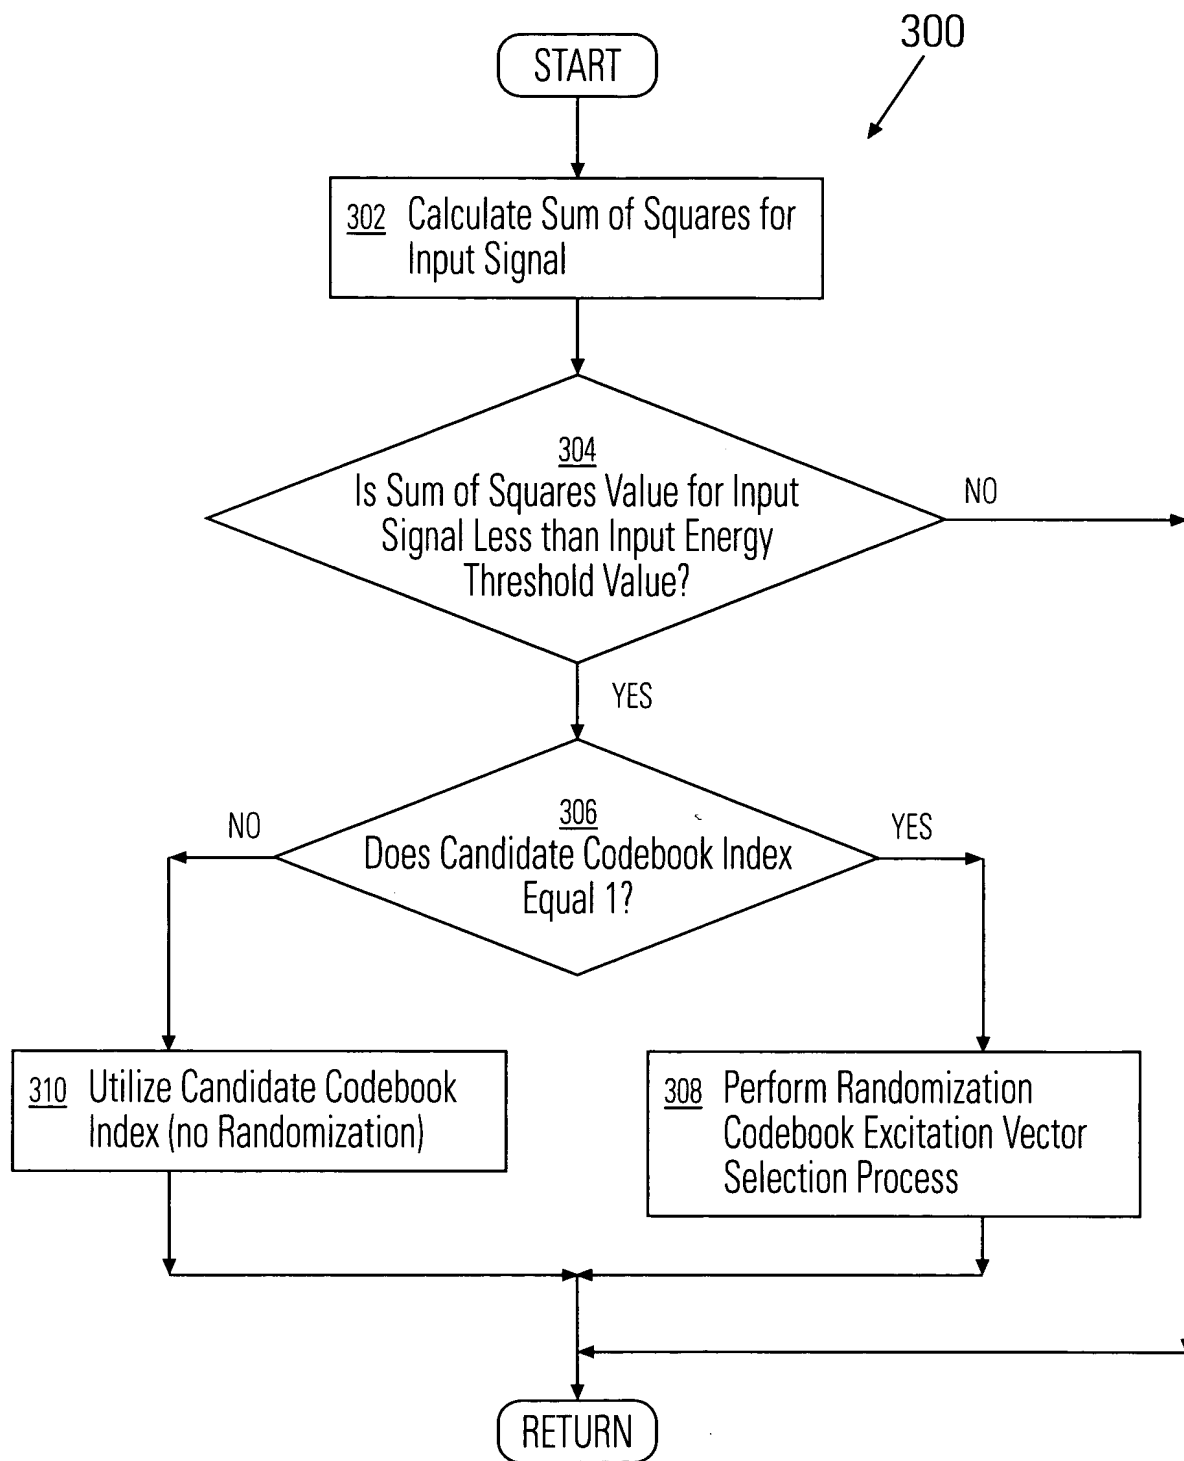 300
START
302 Calculate Sum of Squares for
Input Signal
304
Is Sum of Squares Value for Input
Signal Less than Input Energy
Threshold Value?
NO
YES
306
Does Candidate Codebook Index
Equal 1?
NO
YES
310 Utilize Candidate Codebook
Index (no Randomization)
308 Perform Randomization
Codebook Excitation Vector
Selection Process
RETURN